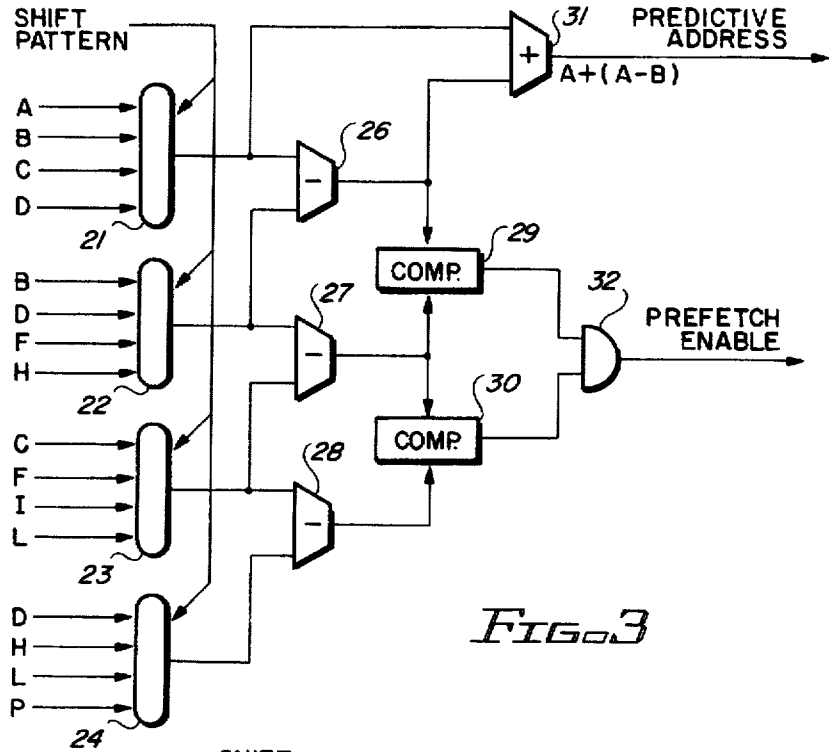 SHIFT
PATTERN
31
PREDICTIVE
ADDRESS
+
A+(A-B)
A
B
C
D
21
26
−
29
COMP.
B
D
F
H
22
27
−
32
PREFETCH
ENABLE
30
COMP.
C
F
I
L
23
28
−
D
H
L
P
24
FIG. 3